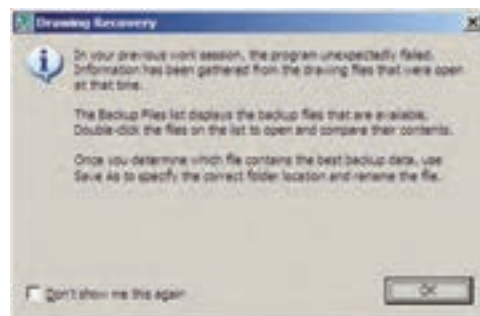 Drawing Recovery
In your previous work session, the program unexpectedly failed.
Information has been gathered from the drawing files that were open
at that time.
The Backup Files list displays the backup files that are available.
Double-click the files on the list to open and compare their contents.
Once you determine which file contains the best backup data, use
Save As to specify the correct folder location and rename the file.
Don't show me this again
OK